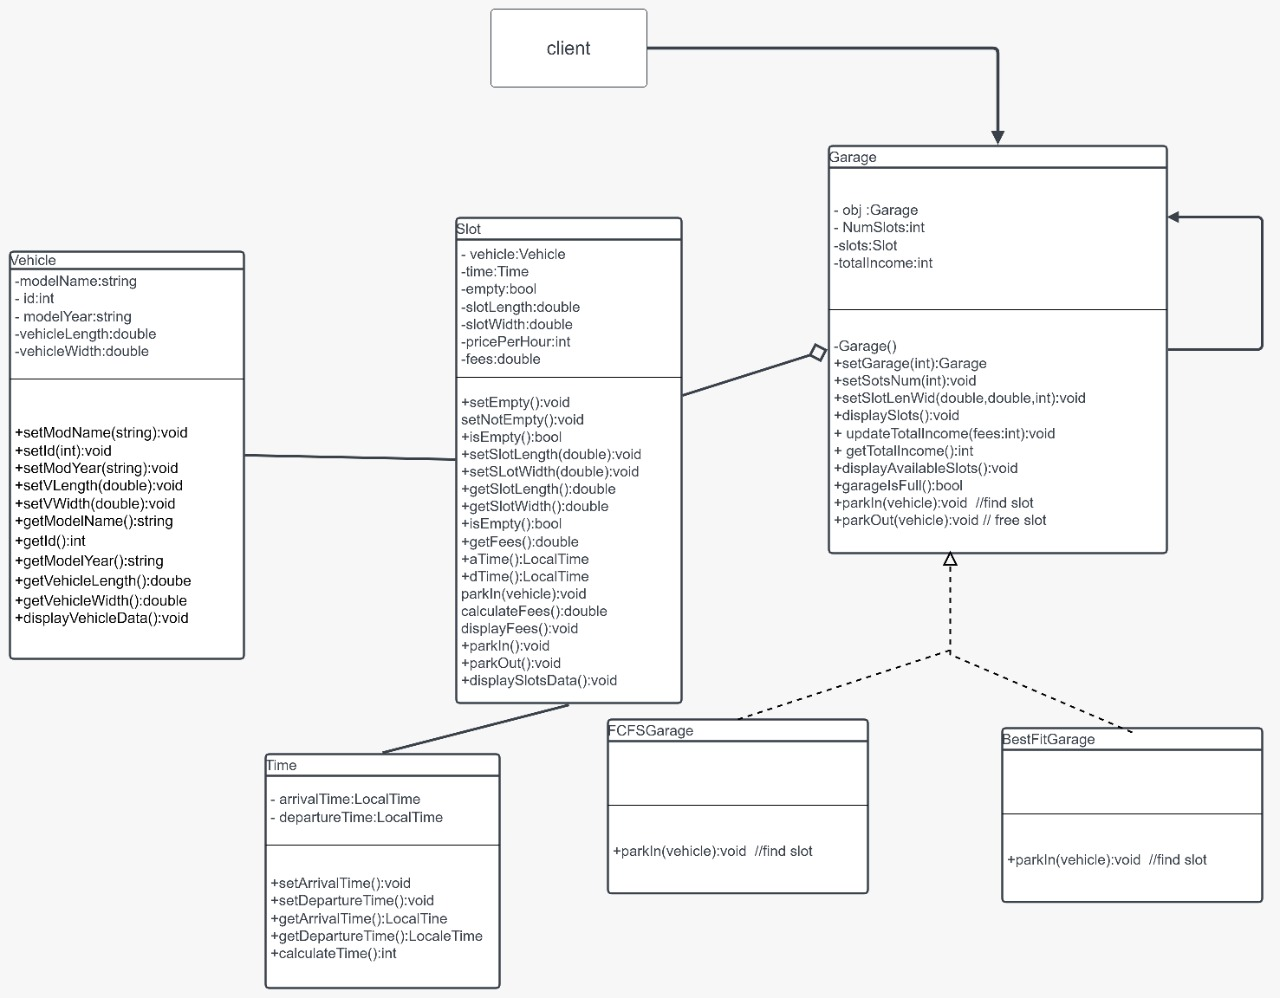 client
Garage
- obj :Garage
- NumSlots:int
-slots:Slot
-totalIncome:int
-Garage()
+setGarage(int):Garage
+setSotsNum(int):void
+setSlotLenWid(double,double,int):void
+displaySlots():void
+ updateTotalIncome(fees:int):void
+ getTotalIncome():int
+displayAvailableSlots():void
+garageIsFull():bool
+parkIn(vehicle):void  //find slot
+parkOut(vehicle):void // free slot
Slot
- vehicle:Vehicle
-time:Time
-empty:bool
-slotLength:double
-slotWidth:double
-pricePerHour:int
-fees:double
+setEmpty():void
setNotEmpty():void
+isEmpty():bool
+setSlotLength(double):void
+setSLotWidth(double):void
+getSlotLength():double
+getSlotWidth():double
+isEmpty():bool
+getFees():double
+aTime():LocalTime
+dTime():LocalTime
parkIn(vehicle):void
calculateFees():double
displayFees():void
+parkIn():void
+parkOut():void
+displaySlotsData():void
Vehicle
-modelName:string
- id:int
- modelYear:string
-vehicleLength:double
-vehicleWidth:double
+setModName(string):void
+setId(int):void
+setModYear(string):void
+setVLength(double):void
+setVWidth(double):void
+getModelName():string
+getId():int
+getModelYear():string
+getVehicleLength():doube
+getVehicleWidth():double
+displayVehicleData():void
Time
- arrivalTime:LocalTime
- departureTime:LocalTime
+setArrivalTime():void
+setDepartureTime():void
+getArrivalTime():LocalTine
+getDepartureTime():LocaleTime
+calculateTime():int
FCFSGarage
+parkIn(vehicle):void  //find slot
BestFitGarage
+parkIn(vehicle):void  //find slot